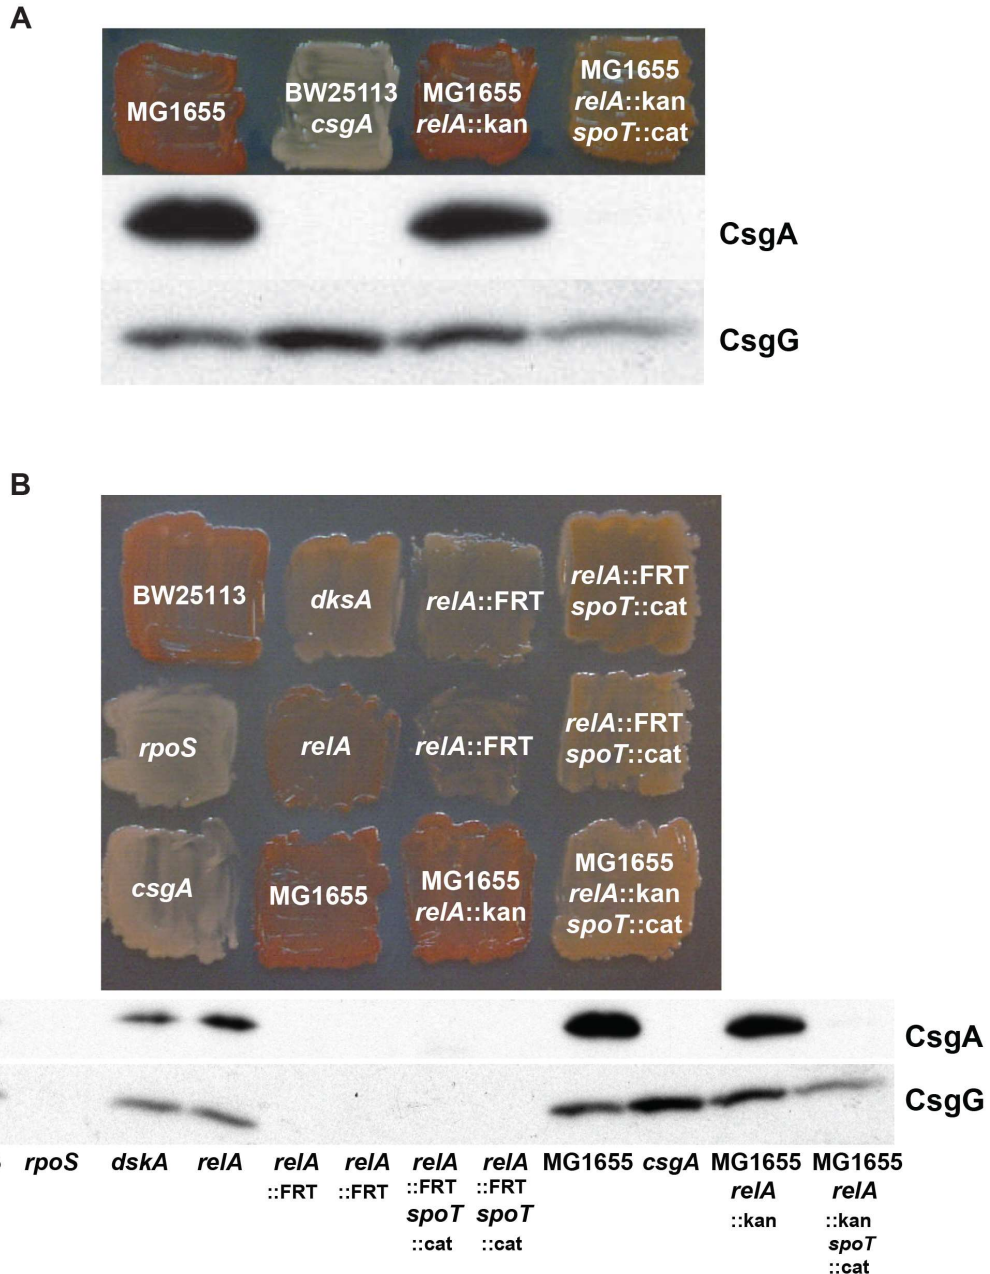 A
MG1655
BW25113
csgA
MG1655
relA::kan
MG1655
relA::kan
spoT::cat
CsgA
CsgG
B
BW25113
dksA
relA::FRT
relA::FRT
spoT::cat
rpoS
relA
relA::FRT
relA::FRT
spoT::cat
csgA
MG1655
MG1655
relA::kan
MG1655
relA::kan
spoT::cat
CsgA
CsgG
rpoS dskA relA relA relA relA relA MG1655 csgA MG1655 MG1655
::FRT ::FRT ::FRT ::FRT relA relA
spoT spoT ::kan ::kan
::cat ::cat spoT
::cat